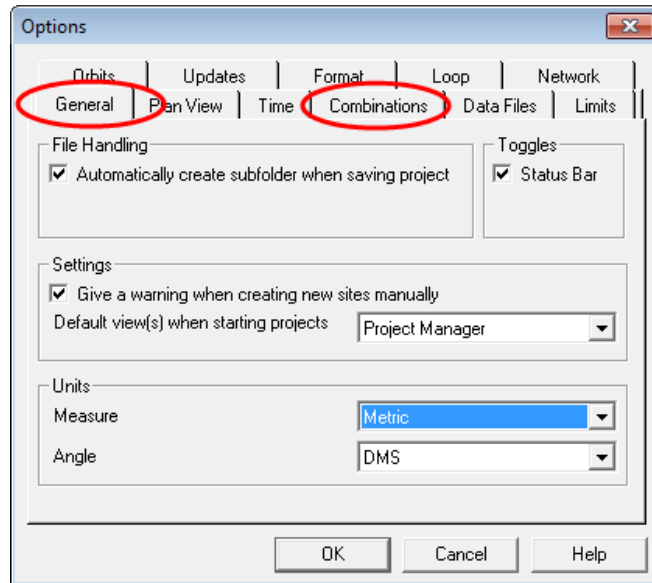 Options
Orbits Updates Format Loop Network
General Plan View Time Combinations Data Files Limits
File Handling Toggles
Automatically create subfolder when saving project Status Bar
Settings
Give a warning when creating new sites manually
Default view(s) when starting projects Project Manager
Units
Measure Metric
Angle DMS
OK Cancel Help